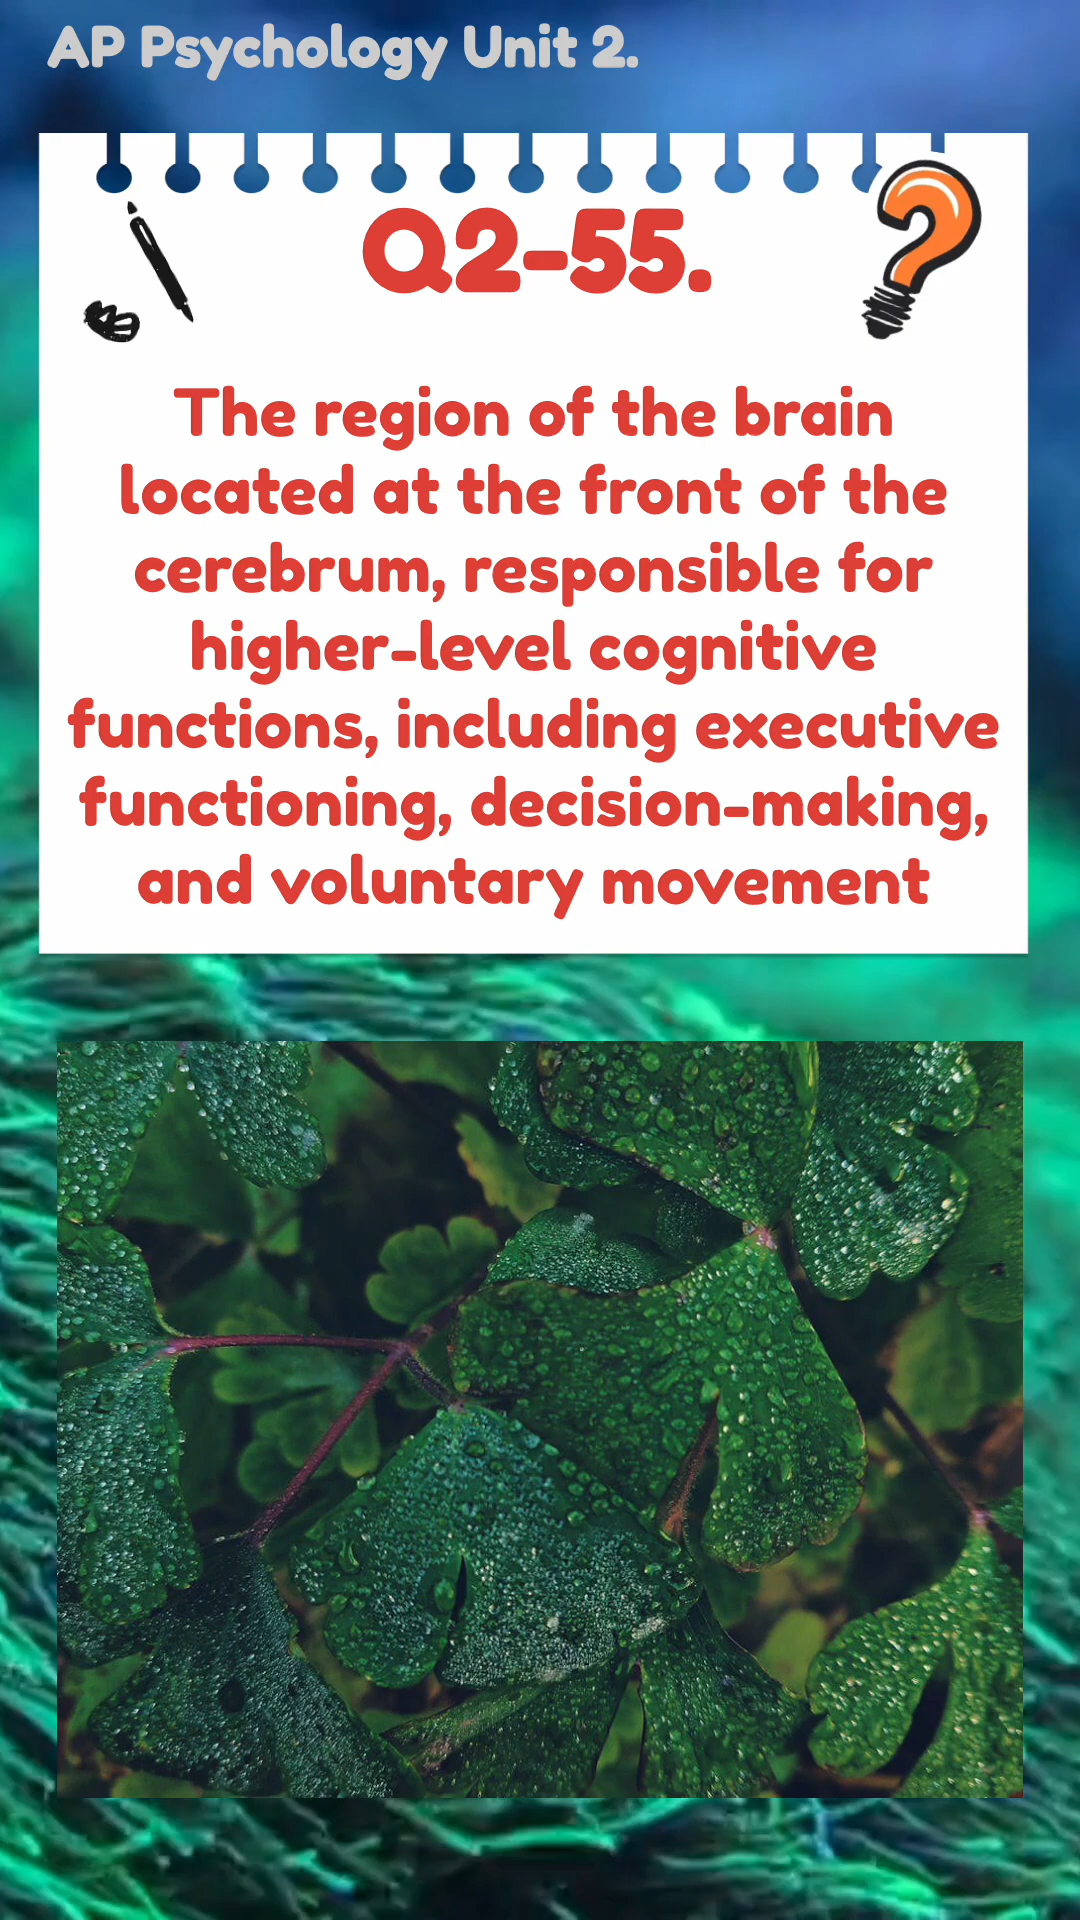 AP Psychology Unit 2.
Q2-55.
The region of the brain
located at the front of the
cerebrum, responsible for
higher-level cognitive
functions, including executive
functioning, decision-making,
and voluntary movement